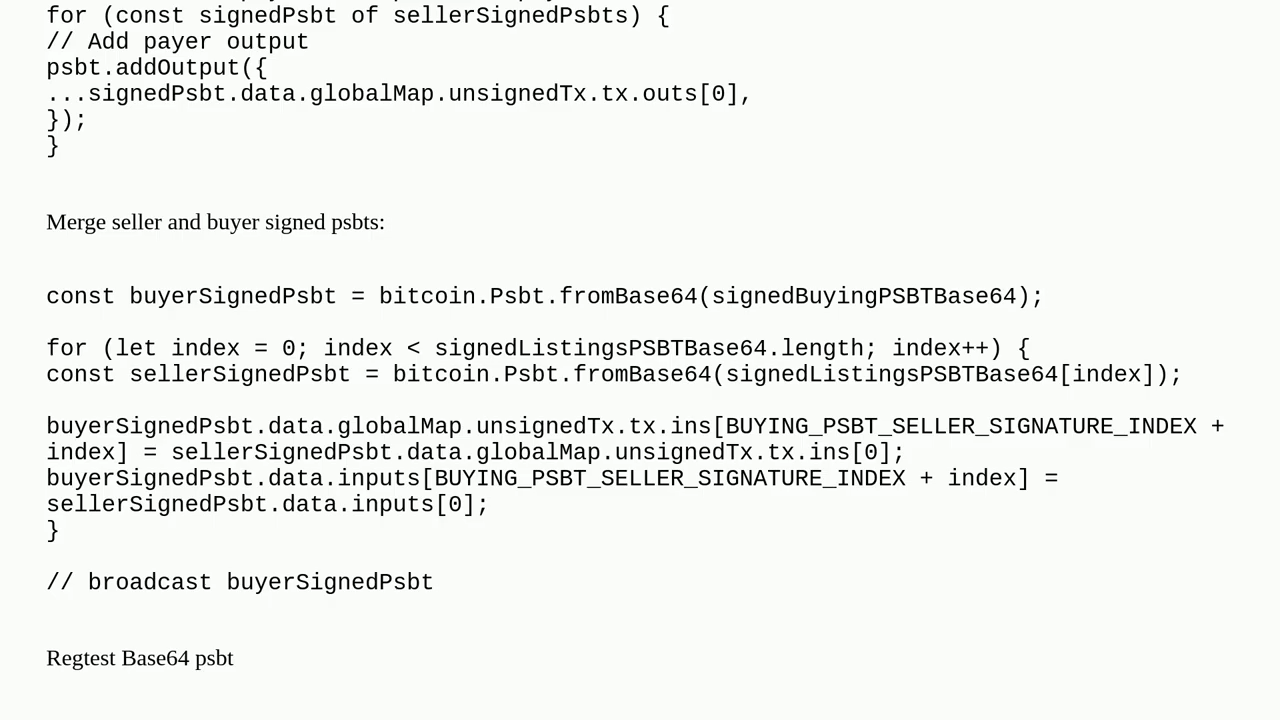 for (const signedPsbt of sellerSignedPsbts) {
// Add payer output
psbt.addOutput({
...signedPsbt.data.globalMap.unsignedTx.tx.outs[0],
});
}
Merge seller and buyer signed psbts:
const buyerSignedPsbt = bitcoin.Psbt.fromBase64(signedBuyingPSBTBase64);
for (let index = 0; index < signedListingsPSBTBase64.length; index++) {
const sellerSignedPsbt = bitcoin.Psbt.fromBase64(signedListingsPSBTBase64[index]);
buyerSignedPsbt.data.globalMap.unsignedTx.tx.ins[BUYING_PSBT_SELLER_SIGNATURE_INDEX +
index] = sellerSignedPsbt.data.globalMap.unsignedTx.tx.ins[0];
buyerSignedPsbt.data.inputs[BUYING_PSBT_SELLER_SIGNATURE_INDEX + index] =
sellerSignedPsbt.data.inputs[0];
}
// broadcast buyerSignedPsbt
Regtest Base64 psbt